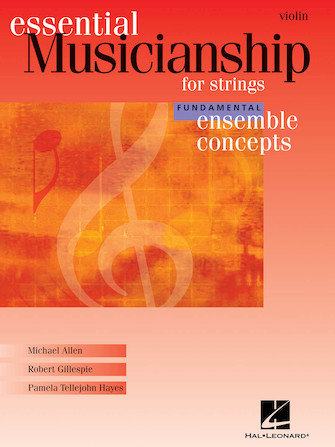 essential
violin
Musicianship
for strings
FUNDAMENTAL
ensemble
concepts
Michael Allen
Robert Gillespie
Pamela Tellejohn Hayes
HAL•LEONARD®